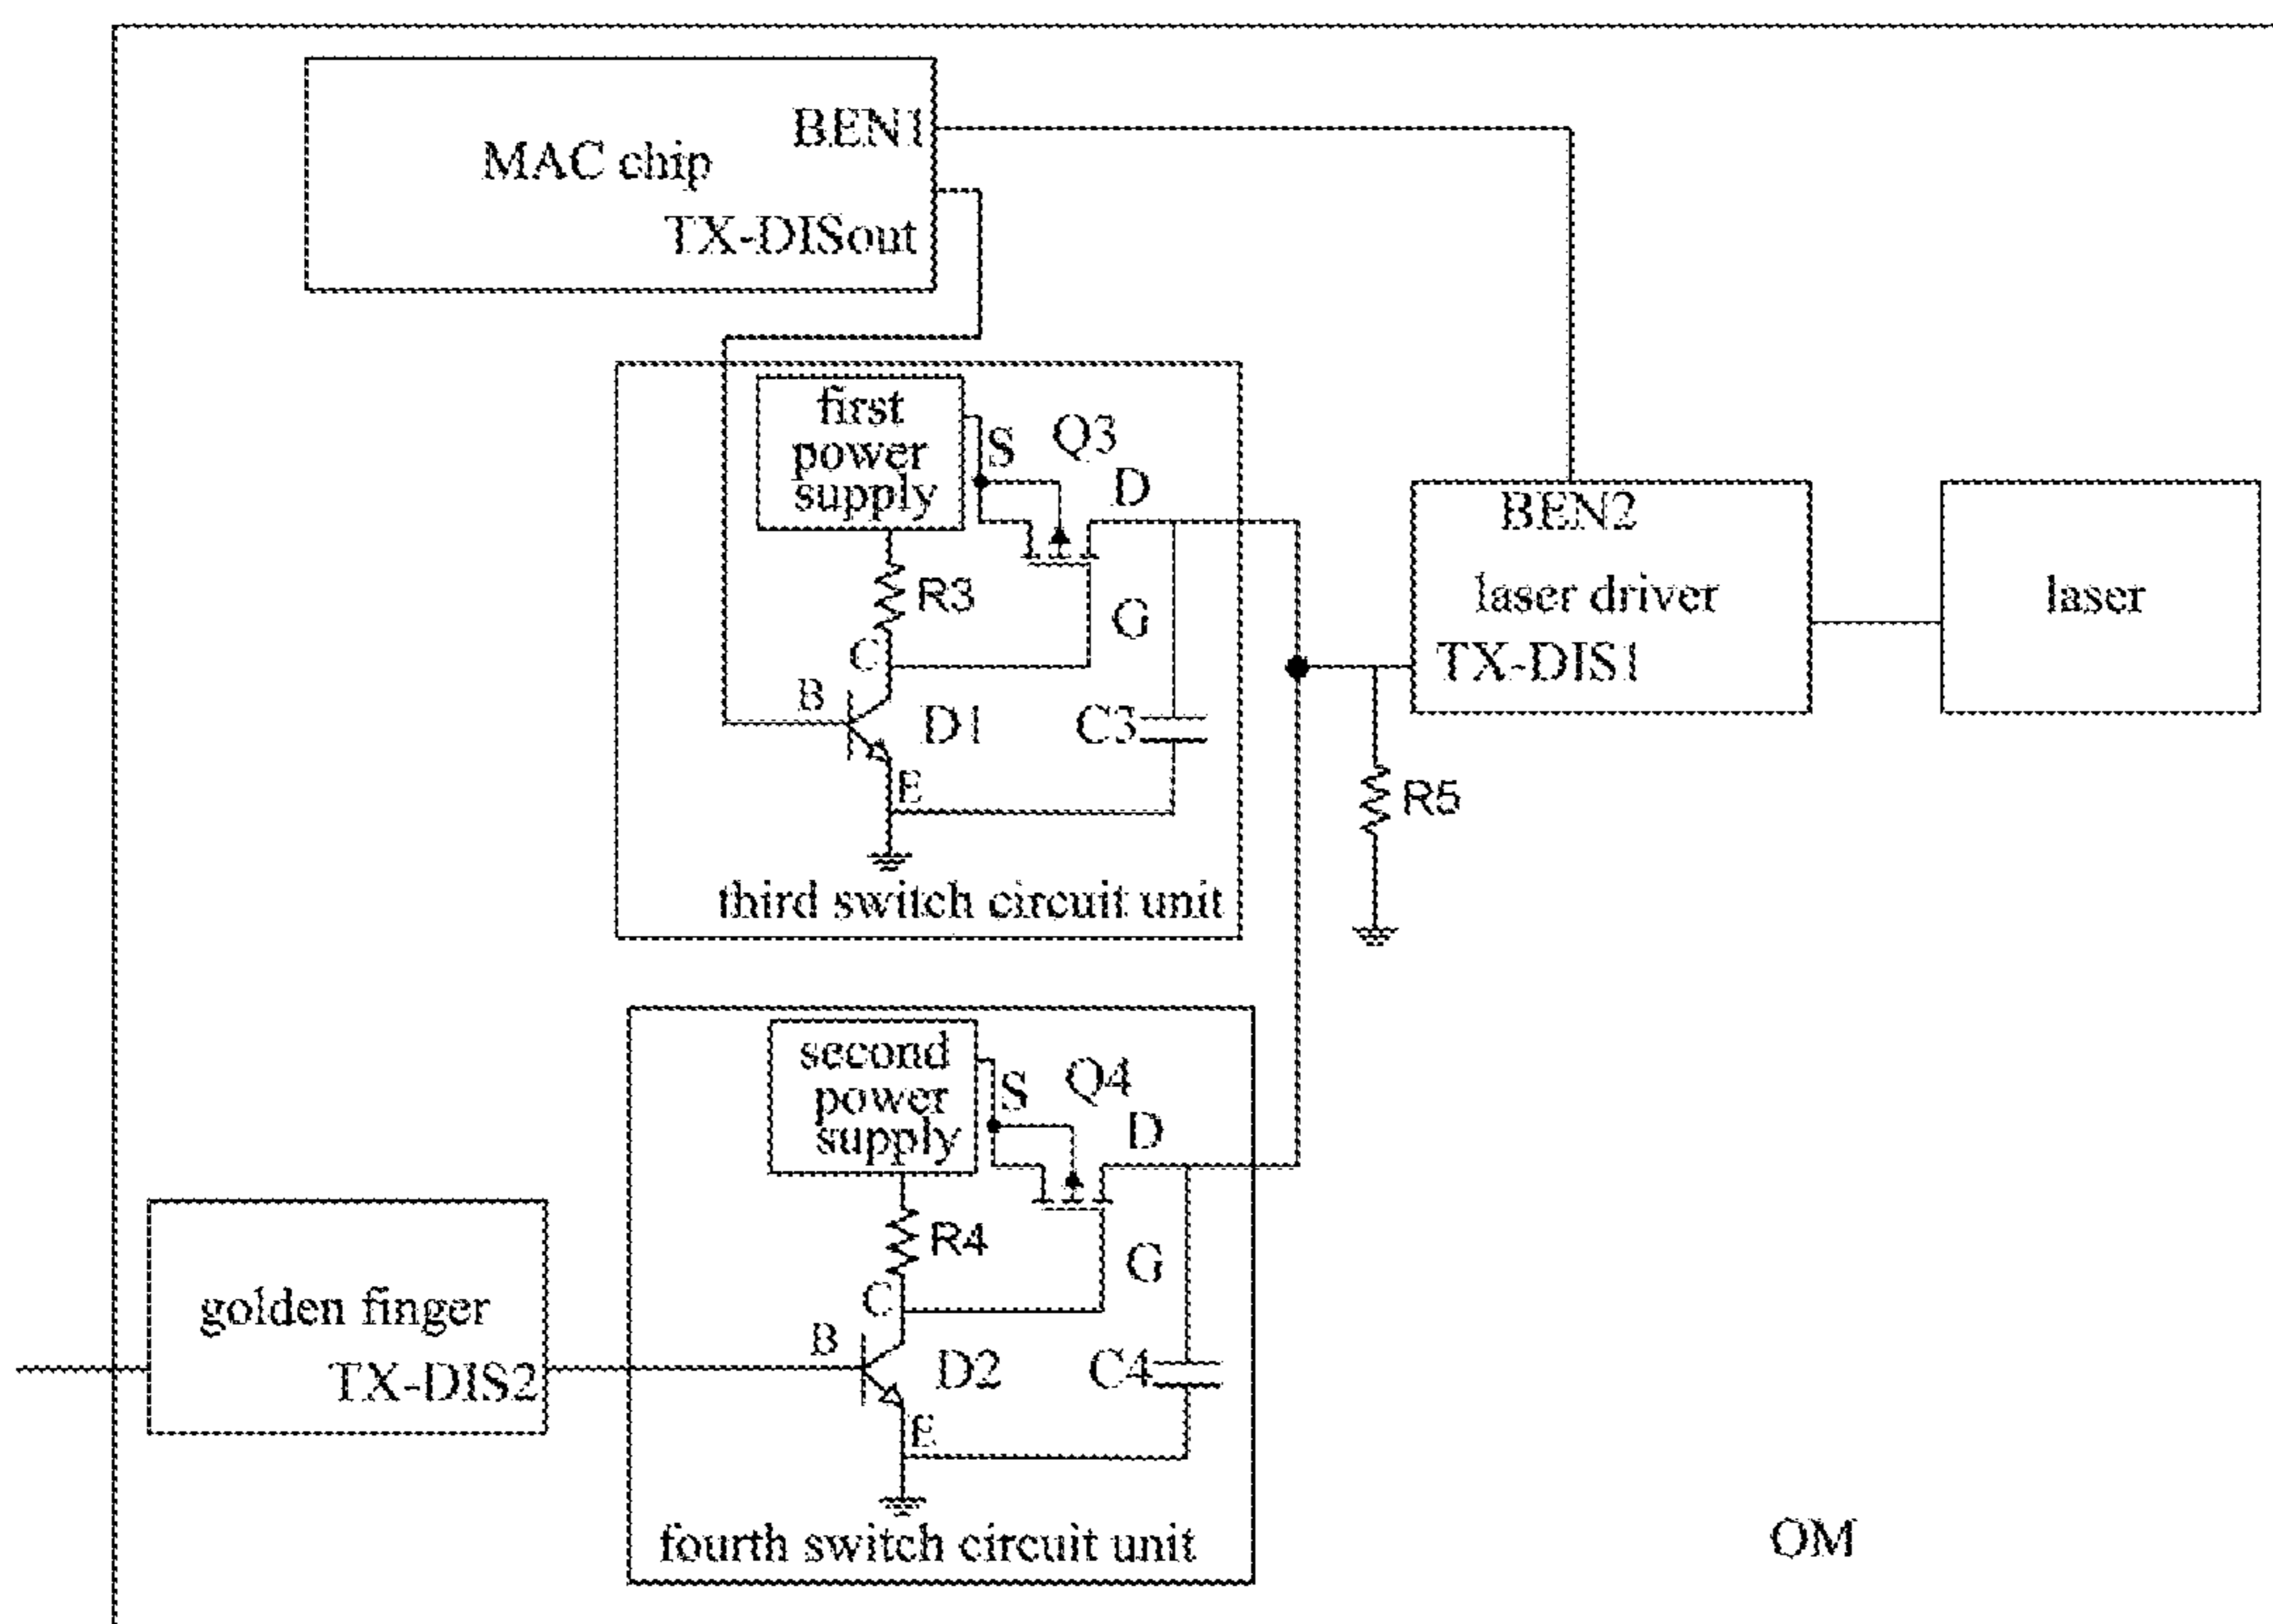 BEN1
MAC chip
TX-DISout
first
power
supply
S
Q3
D
R3
G
C
B
D1
C3
E
third switch circuit unit
BEN2
laser driver
TX-DIS1
laser
R5
second
power
supply
S
Q4
D
R4
G
C
B
D2
C4
E
fourth switch circuit unit
golden finger
TX-DIS2
OM